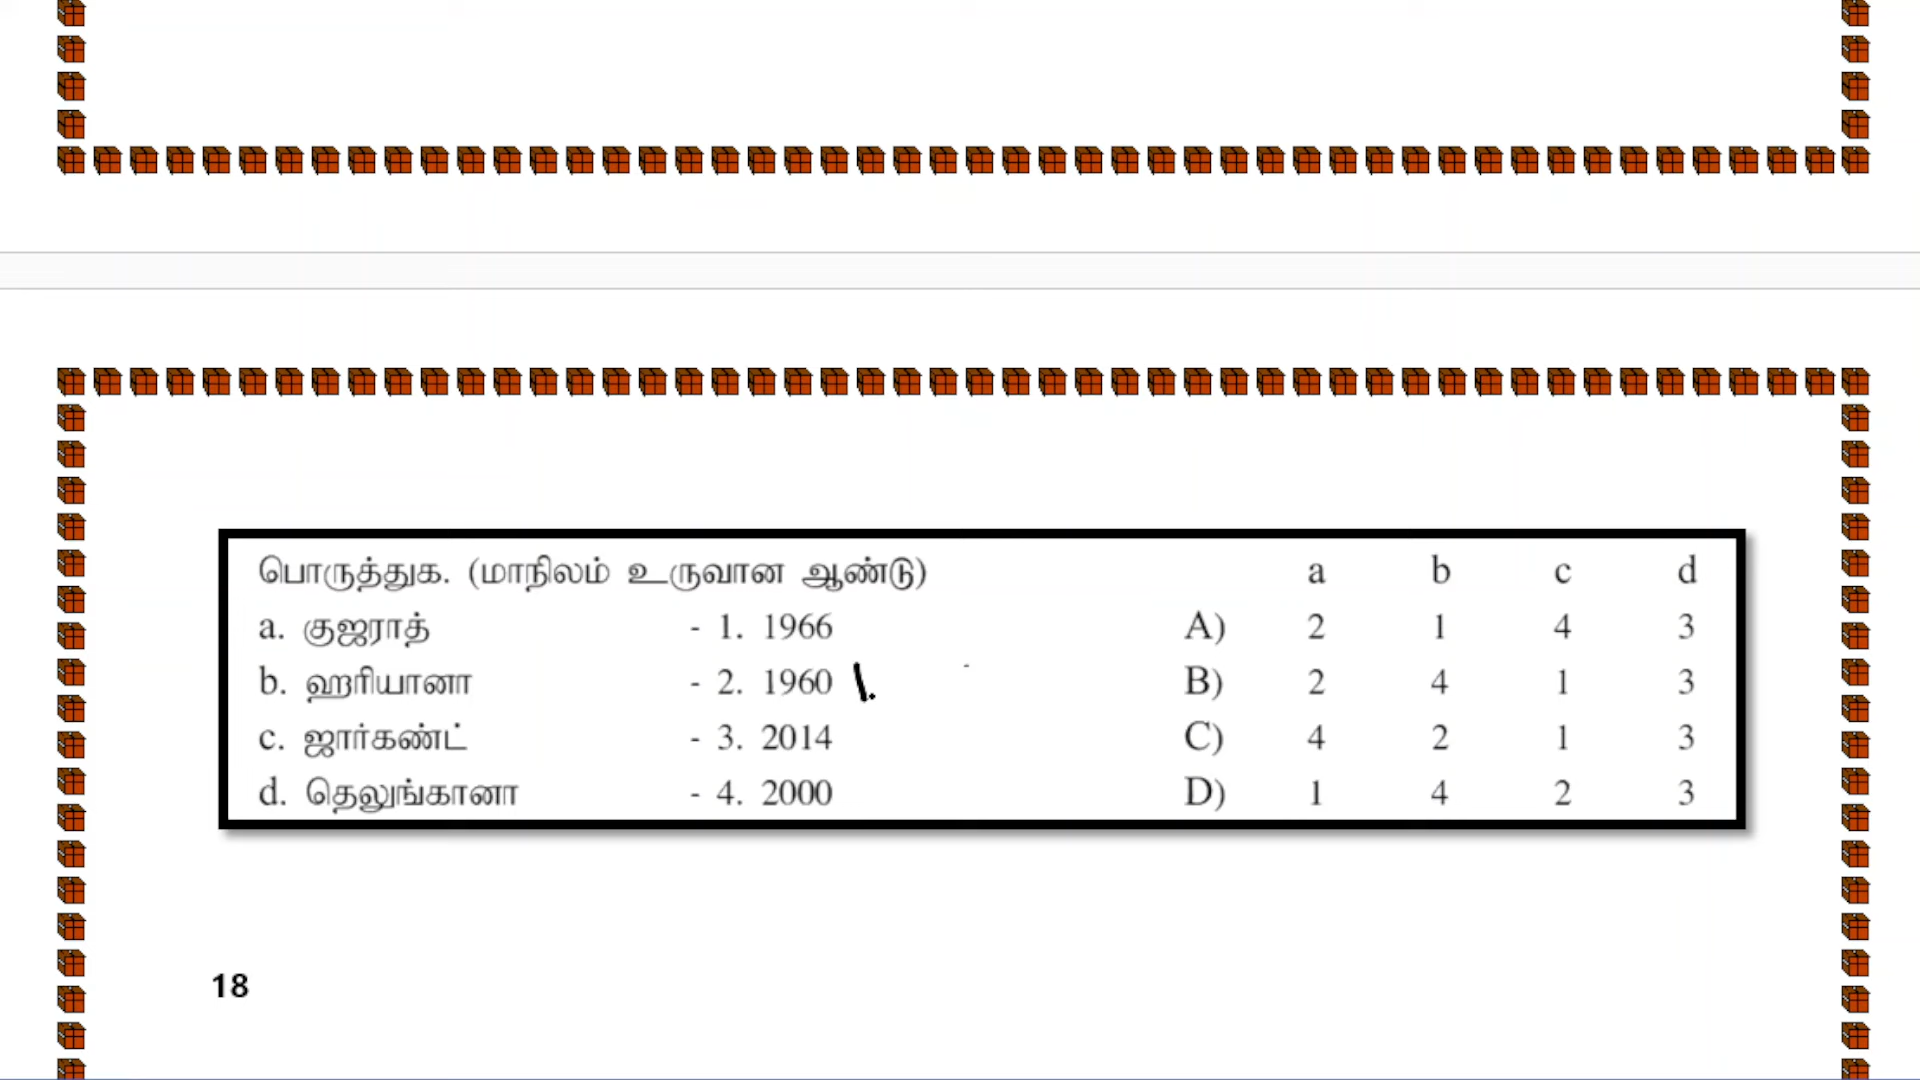 பொருத்துக. (மாநிலம் உருவான ஆண்டு) a b c d
a. குஜராத் - 1. 1966 A) 2 1 4 3
b. ஹரியானா - 2. 1960 B) 2 4 1 3
c. ஜார்கண்ட் - 3. 2014 C) 4 2 1 3
d. தெலுங்கானா - 4. 2000 D) 1 4 2 3
18